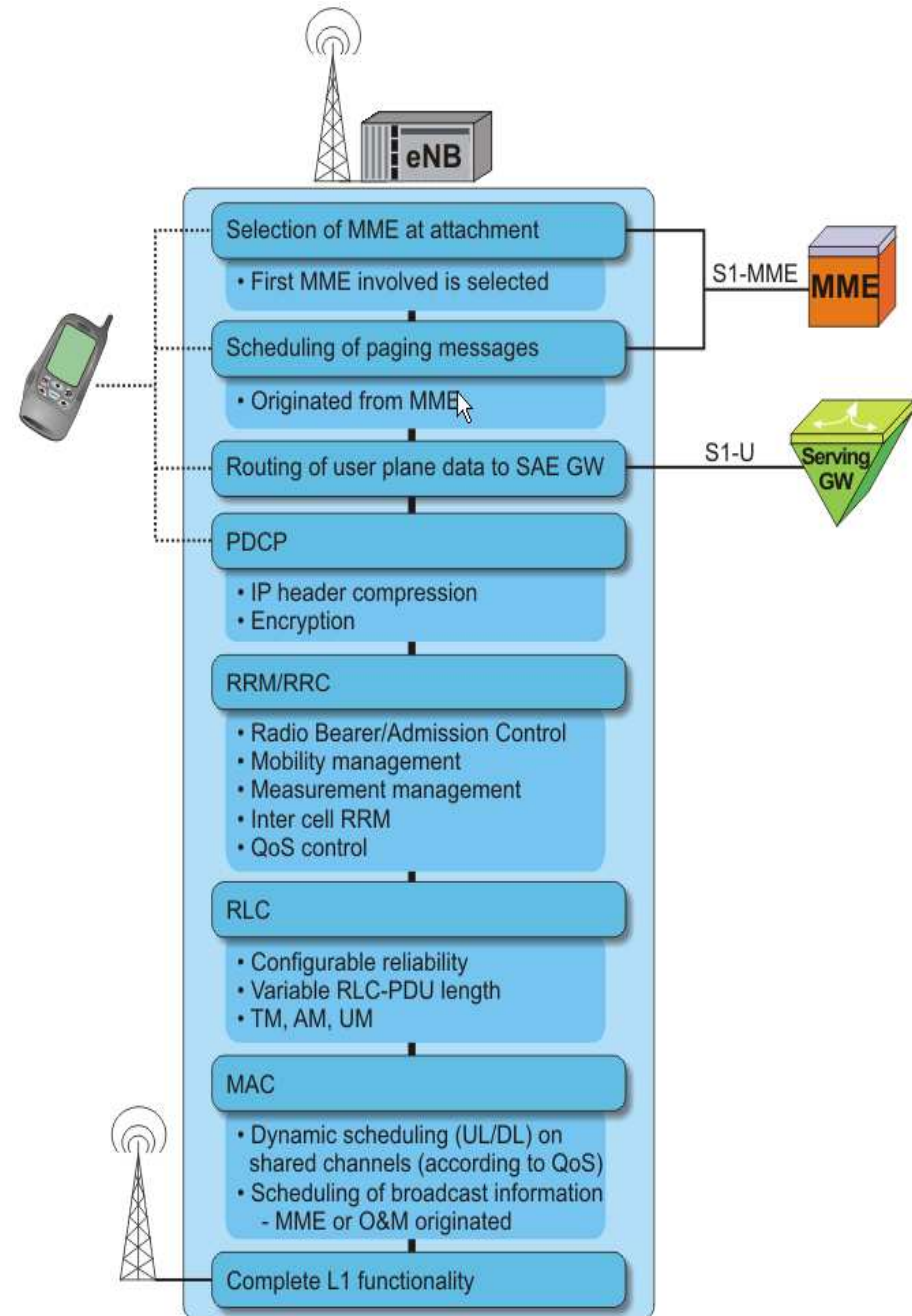 eNB
Selection of MME at attachment
• First MME involved is selected
S1-MME
MME
Scheduling of paging messages
• Originated from MME
Routing of user plane data to SAE GW
S1-U
Serving
GW
PDCP
• IP header compression
• Encryption
RRM/RRC
• Radio Bearer/Admission Control
• Mobility management
• Measurement management
• Inter cell RRM
• QoS control
RLC
• Configurable reliability
• Variable RLC-PDU length
• TM, AM, UM
MAC
• Dynamic scheduling (UL/DL) on
shared channels (according to QoS)
• Scheduling of broadcast information
- MME or O&M originated
Complete L1 functionality